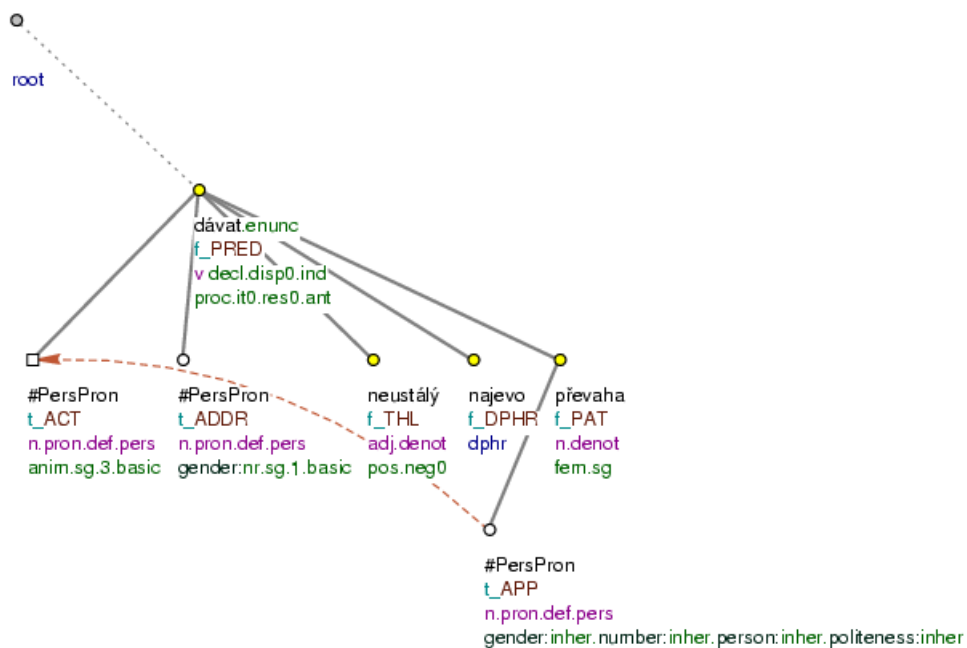 root
dávat.enunc
f_PRED
v decl.disp0.ind
proc.it0.res0.ant
#PersPron
t_ACT
n.pron.def.pers
anim.sg.3.basic
#PersPron
t_ADDR
n.pron.def.pers
gender:nr.sg.1.basic
neustálý
f_THL
adj.denot
pos.neg0
najevo
f_DPHR
dphr
převaha
f_PAT
n.denot
fem.sg
#PersPron
t_APP
n.pron.def.pers
gender:inher.number:inher.person:inher.politeness:inher